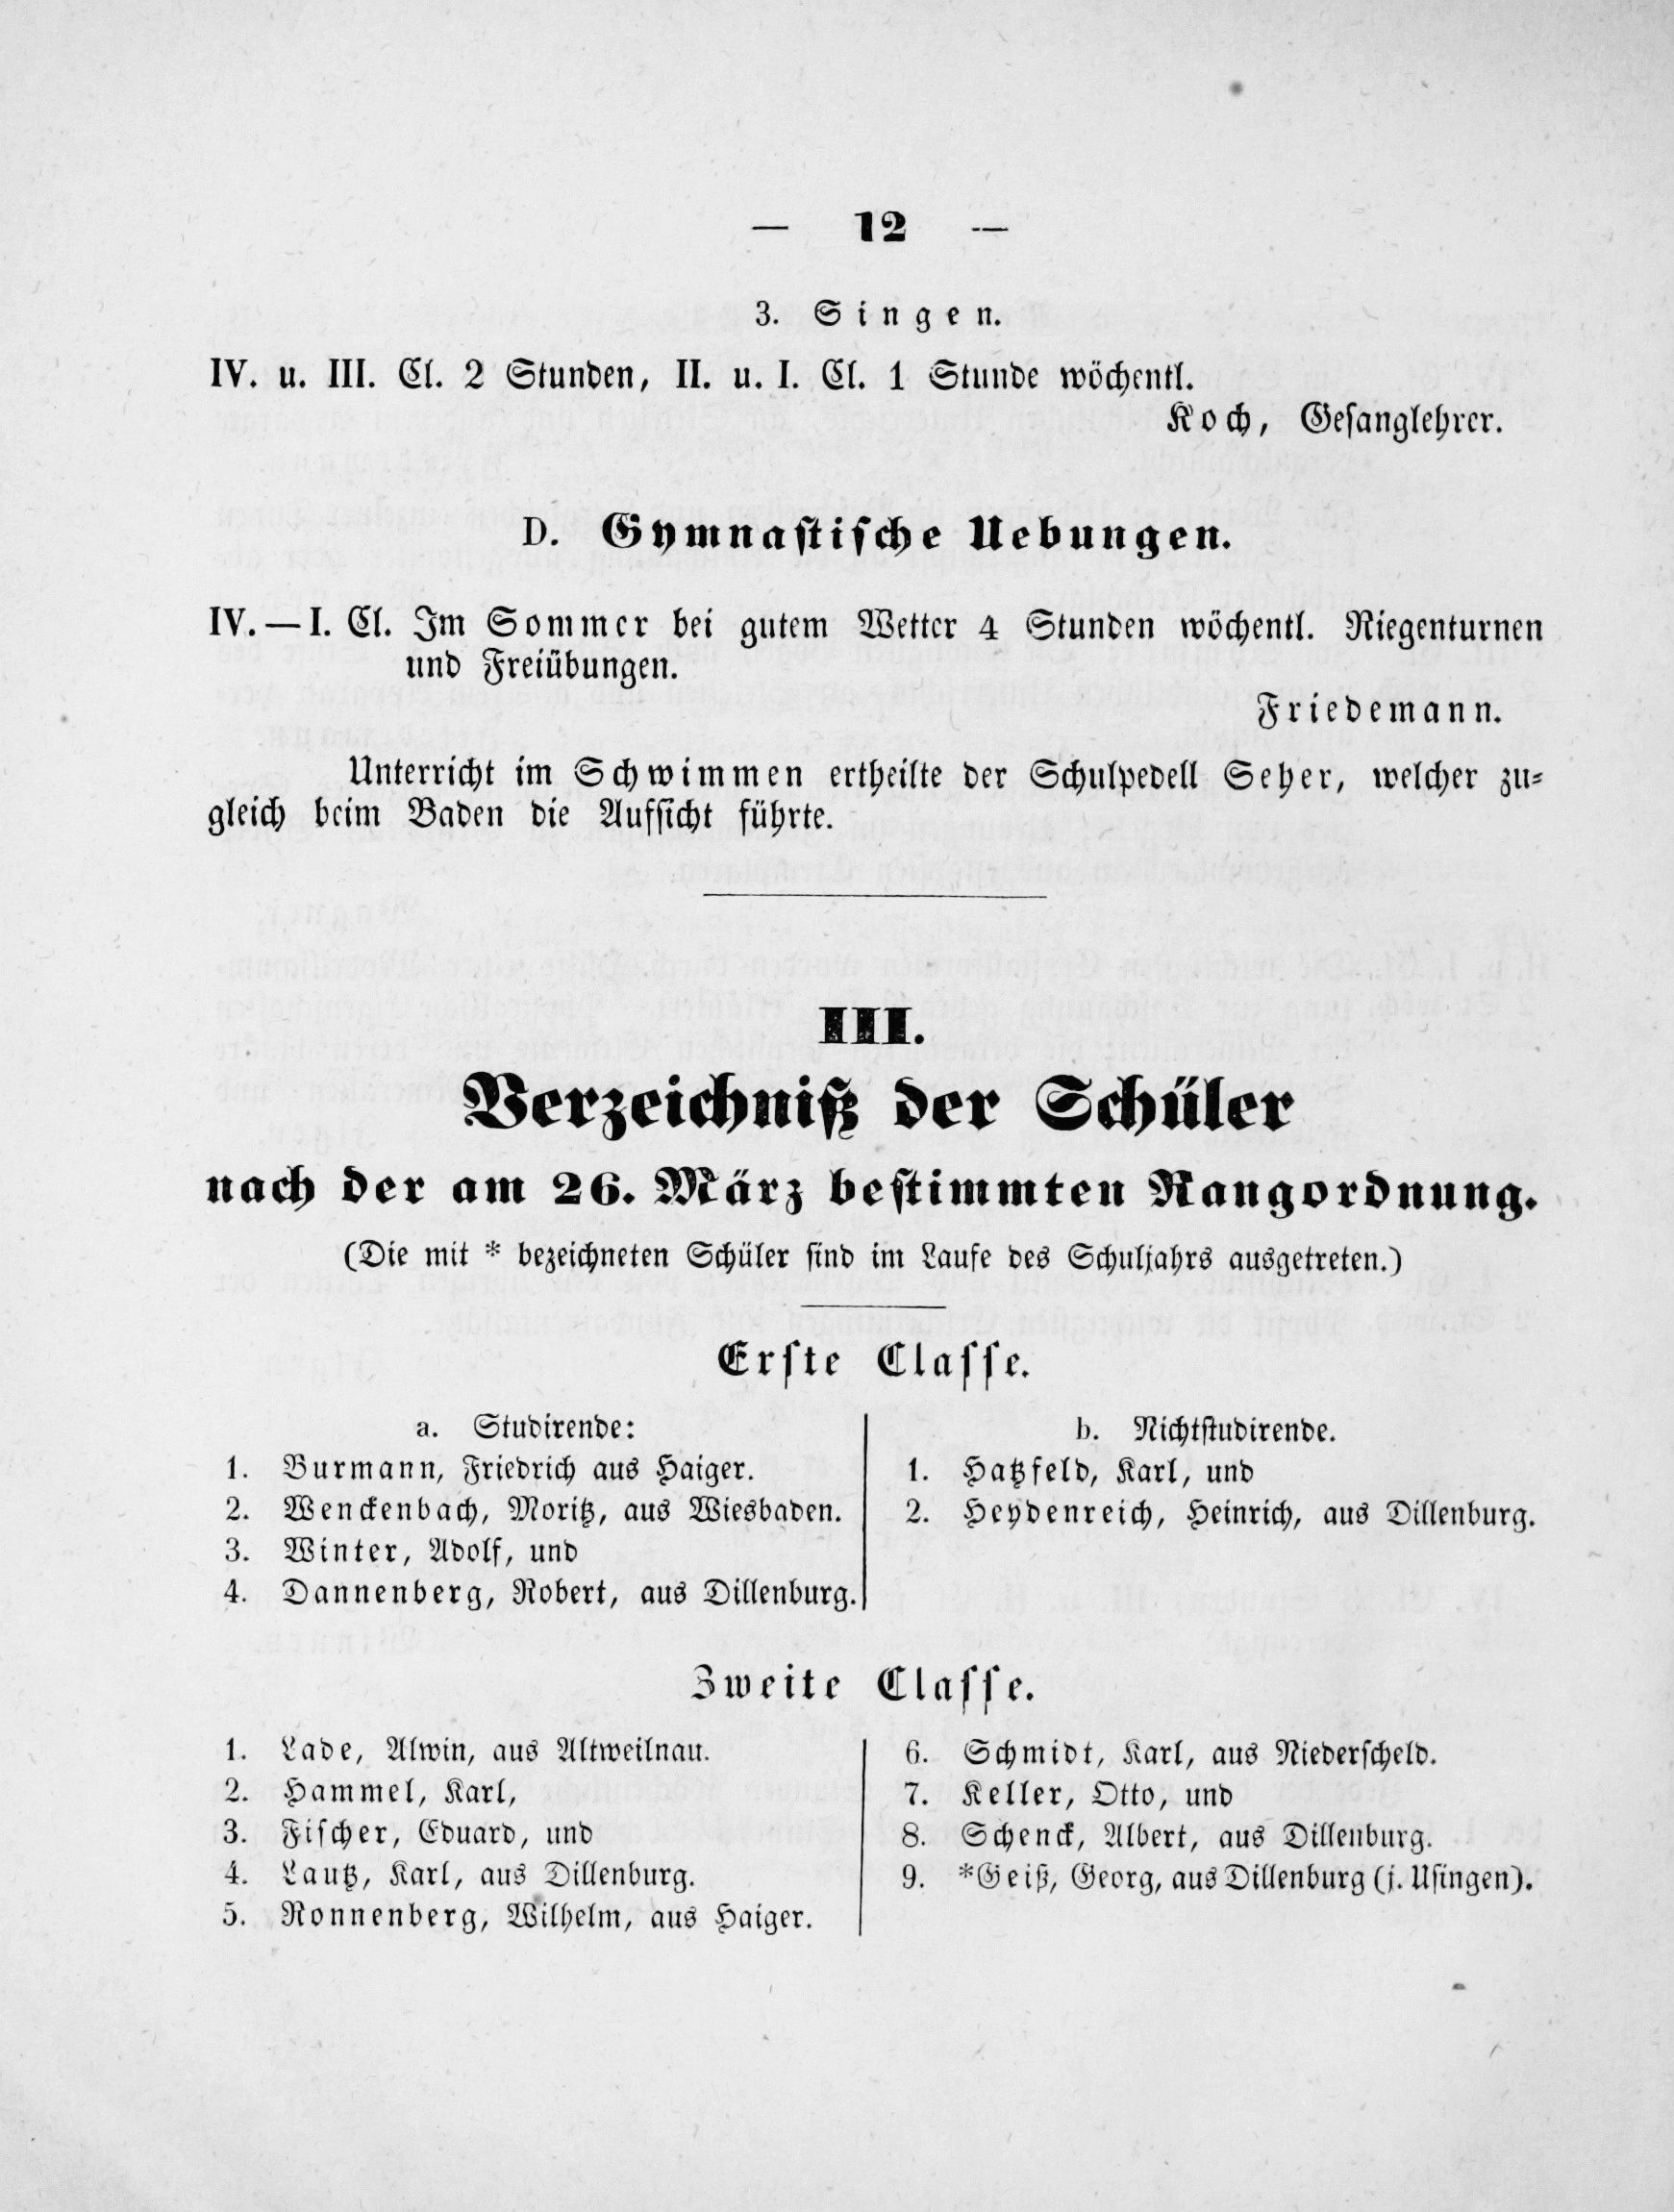 — 12 —
3. Singen.
IV. u. III. Cl. 2 Stunden, II. u. I. Cl. 1 Stunde wöchentl.
Koch, Gesanglehrer.
D. Gymnastische Uebungen.
IV. — I. Cl. Im Sommer bei gutem Wetter 4 Stunden wöchentl. Riegenturnen
und Freiübungen.
Friedemann.
Unterricht im Schwimmen ertheilte der Schulpedell Seyer, welcher zu-
gleich beim Baden die Aufsicht führte.
III.
Verzeichniß der Schüler
nach der am 26. März bestimmten Rangordnung.
(Die mit * bezeichneten Schüler sind im Laufe des Schuljahrs ausgetreten.)
Erste Classe.
a. Studirende:
1. Burmann, Friedrich aus Haiger.
2. Wenckenbach, Moritz, aus Wiesbaden.
3. Winter, Adolf, und
4. Dannenberg, Robert, aus Dillenburg.
b. Nichtstudirende.
1. Hatzfeld, Karl, und
2. Heydenreich, Heinrich, aus Dillenburg.
Zweite Classe.
1. Lade, Alwin, aus Altweilnau.
2. Hammel, Karl,
3. Fischer, Eduard, und
4. Lautz, Karl, aus Dillenburg.
5. Ronnenberg, Wilhelm, aus Haiger.
6. Schmidt, Karl, aus Niederscheld.
7. Keller, Otto, und
8. Schenck, Albert, aus Dillenburg.
9. *Geiß, Georg, aus Dillenburg (j. Usingen).